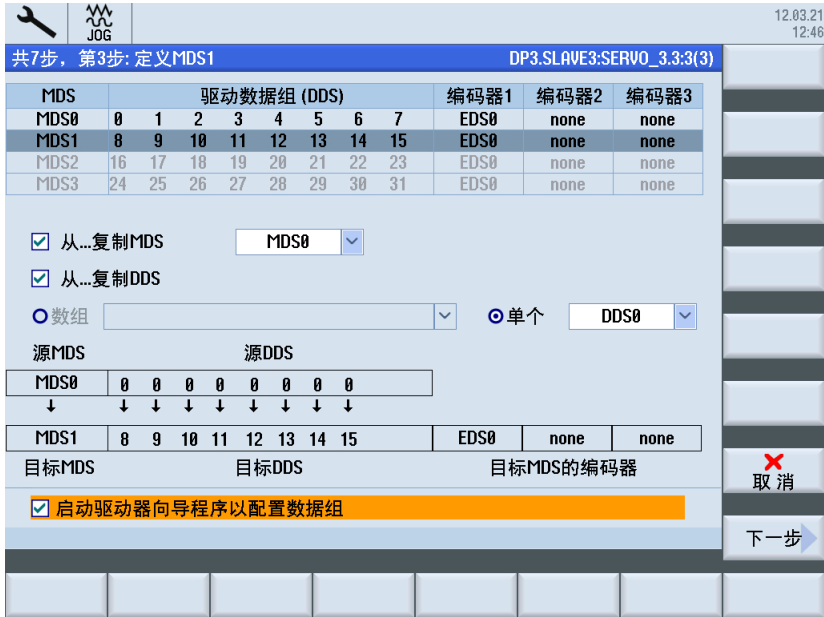 JOG
12.03.21
12:46
共7步，第3步: 定义MDS1 DP3.SLAVE3:SERVO_3.3:3(3)
MDS 驱动数据组 (DDS) 编码器1 编码器2 编码器3
MDS0 0 1 2 3 4 5 6 7 EDS0 none none
MDS1 8 9 10 11 12 13 14 15 EDS0 none none
MDS2 16 17 18 19 20 21 22 23 EDS0 none none
MDS3 24 25 26 27 28 29 30 31 EDS0 none none
从…复制MDS MDS0
从…复制DDS
数组 单个 DDS0
源MDS 源DDS
MDS0 0 0 0 0 0 0 0 0
↓ ↓ ↓ ↓ ↓ ↓ ↓ ↓ ↓
MDS1 8 9 10 11 12 13 14 15 EDS0 none none
目标MDS 目标DDS 目标MDS的编码器
取消
启动驱动器向导程序以配置数据组
下一步